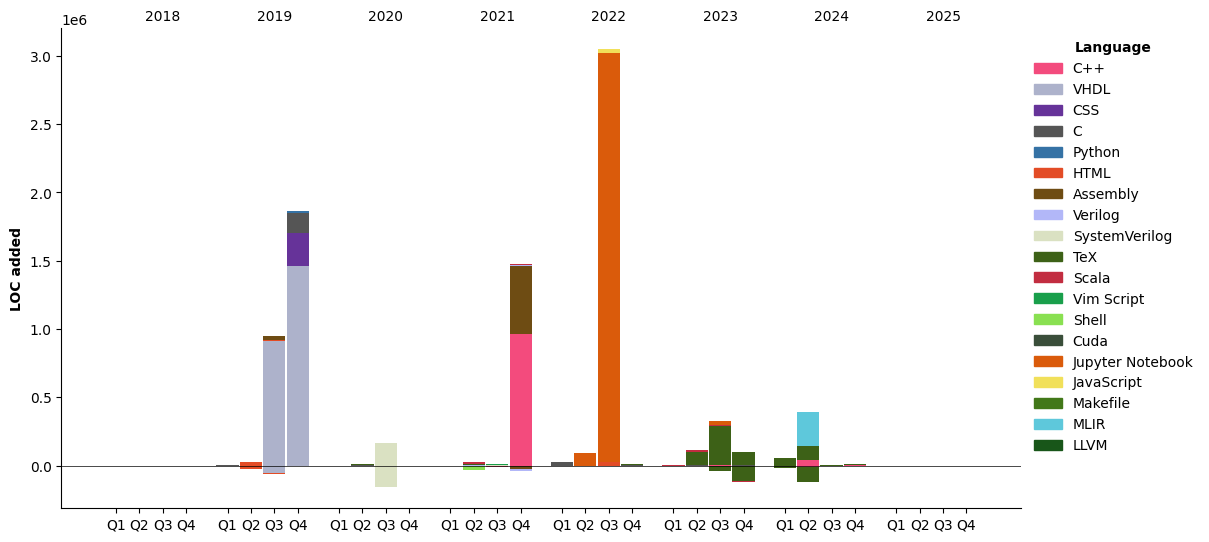 1e6
2018 2019 2020 2021 2022 2023 2024 2025
LOC added
3.0
2.5
2.0
1.5
1.0
0.5
0.0
Q1 Q2 Q3 Q4 Q1 Q2 Q3 Q4 Q1 Q2 Q3 Q4 Q1 Q2 Q3 Q4 Q1 Q2 Q3 Q4 Q1 Q2 Q3 Q4 Q1 Q2 Q3 Q4 Q1 Q2 Q3 Q4
Language
C++
VHDL
CSS
C
Python
HTML
Assembly
Verilog
SystemVerilog
TeX
Scala
Vim Script
Shell
Cuda
Jupyter Notebook
JavaScript
Makefile
MLIR
LLVM